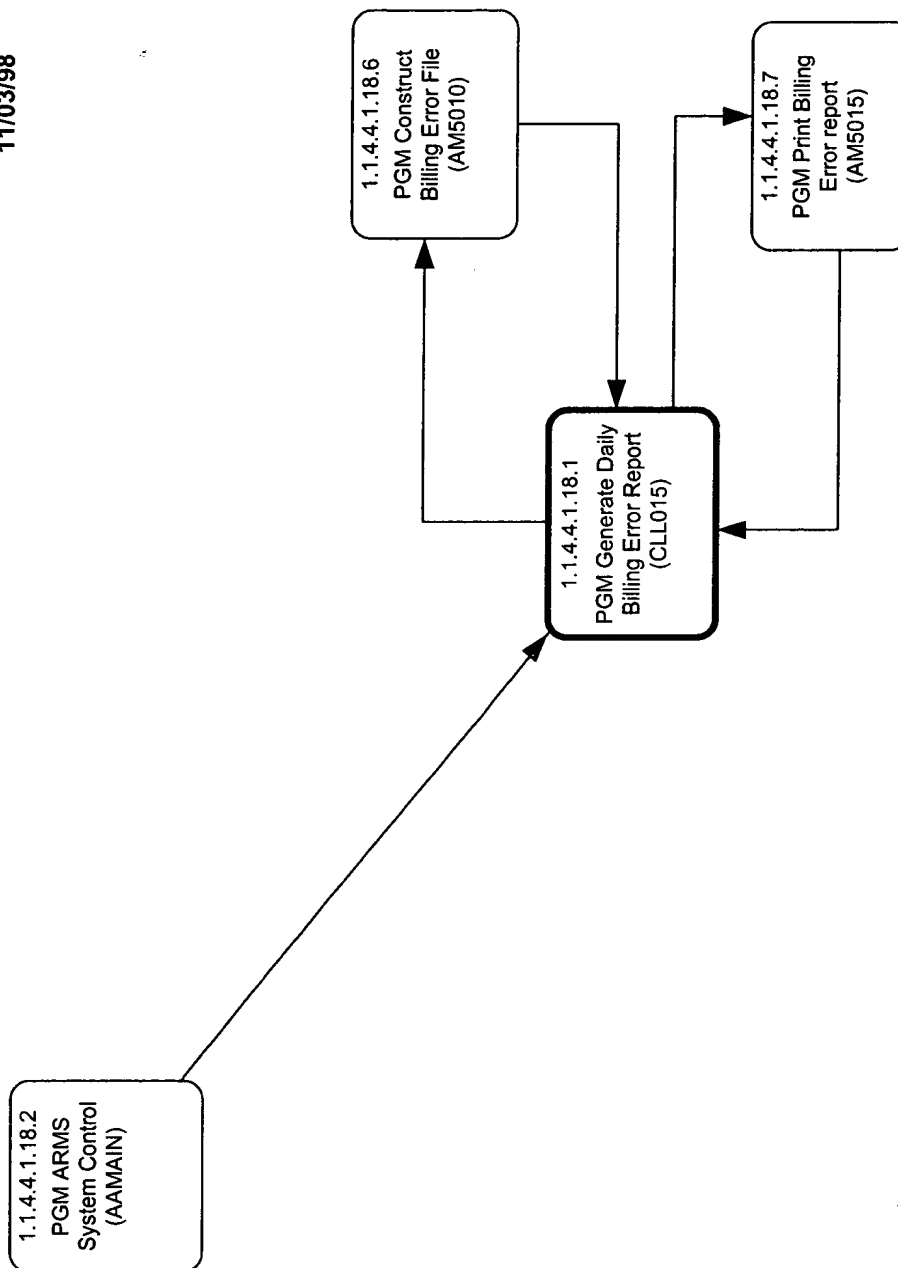 11/03/98
1.1.4.4.1.18.6
PGM Construct
Billing Error File
(AM5010)
1.1.4.4.1.18.7
PGM Print Billing
Error report
(AM5015)
1.1.4.4.1.18.1
PGM Generate Daily
Billing Error Report
(CLL015)
1.1.4.4.1.18.2
PGM ARMS
System Control
(AAMAIN)